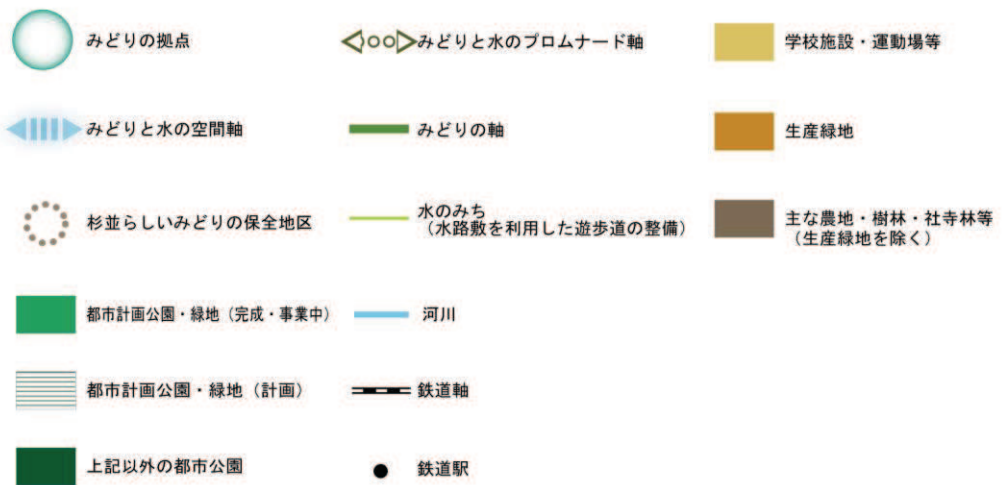 みどりの拠点
みどりと水のプロムナード軸
学校施設・運動場等
みどりと水の空間軸
みどりの軸
生産緑地
杉並らしいみどりの保全地区
水のみち
（水路敷を利用した遊歩道の整備）
主な農地・樹林・社寺林等
（生産緑地を除く）
都市計画公園・緑地（完成・事業中）
河川
都市計画公園・緑地（計画）
鉄道軸
上記以外の都市公園
鉄道駅